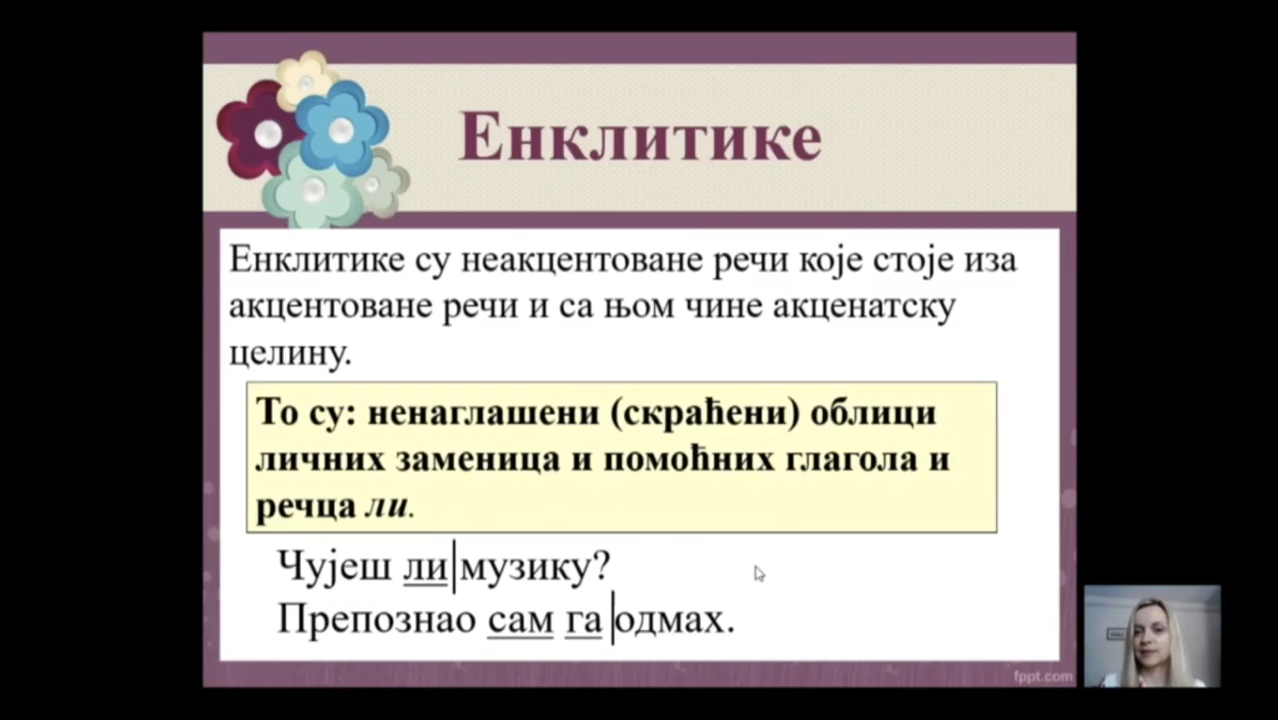 Енклитике
Енклитике су неакцентоване речи које стоје иза
акцентоване речи и са њом чине акценатску
целину.
То су: ненаглашени (скраћени) облици
личних заменица и помоћних глагола и
речца ли.
Чујеш ли|музику?
Препознао сам га|одмах.
fppt.com